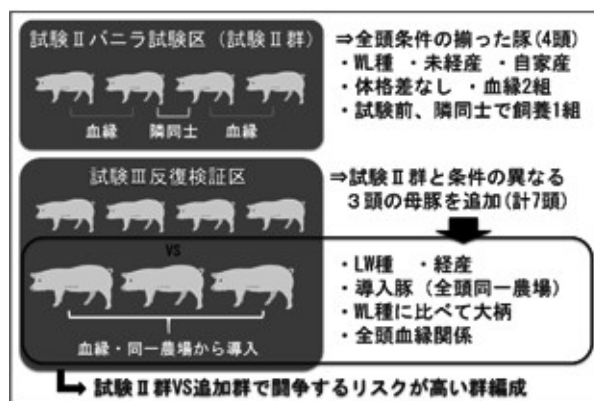 試験Ⅱバニラ試験区（試験Ⅱ群）
血縁 隣同士 血縁
⇒全頭条件の揃った豚(4頭)
・WL種 ・未経産 ・自家産
・体格差なし ・血縁2組
・試験前、隣同士で飼養1組
試験Ⅲ反復検証区
VS
血縁・同一農場から導入
⇒試験Ⅱ群と条件の異なる
３頭の母豚を追加(計7頭)
・LW種 ・経産
・導入豚（全頭同一農場）
・WL種に比べて大柄
・全頭血縁関係
試験Ⅱ群VS追加群で闘争するリスクが高い群編成